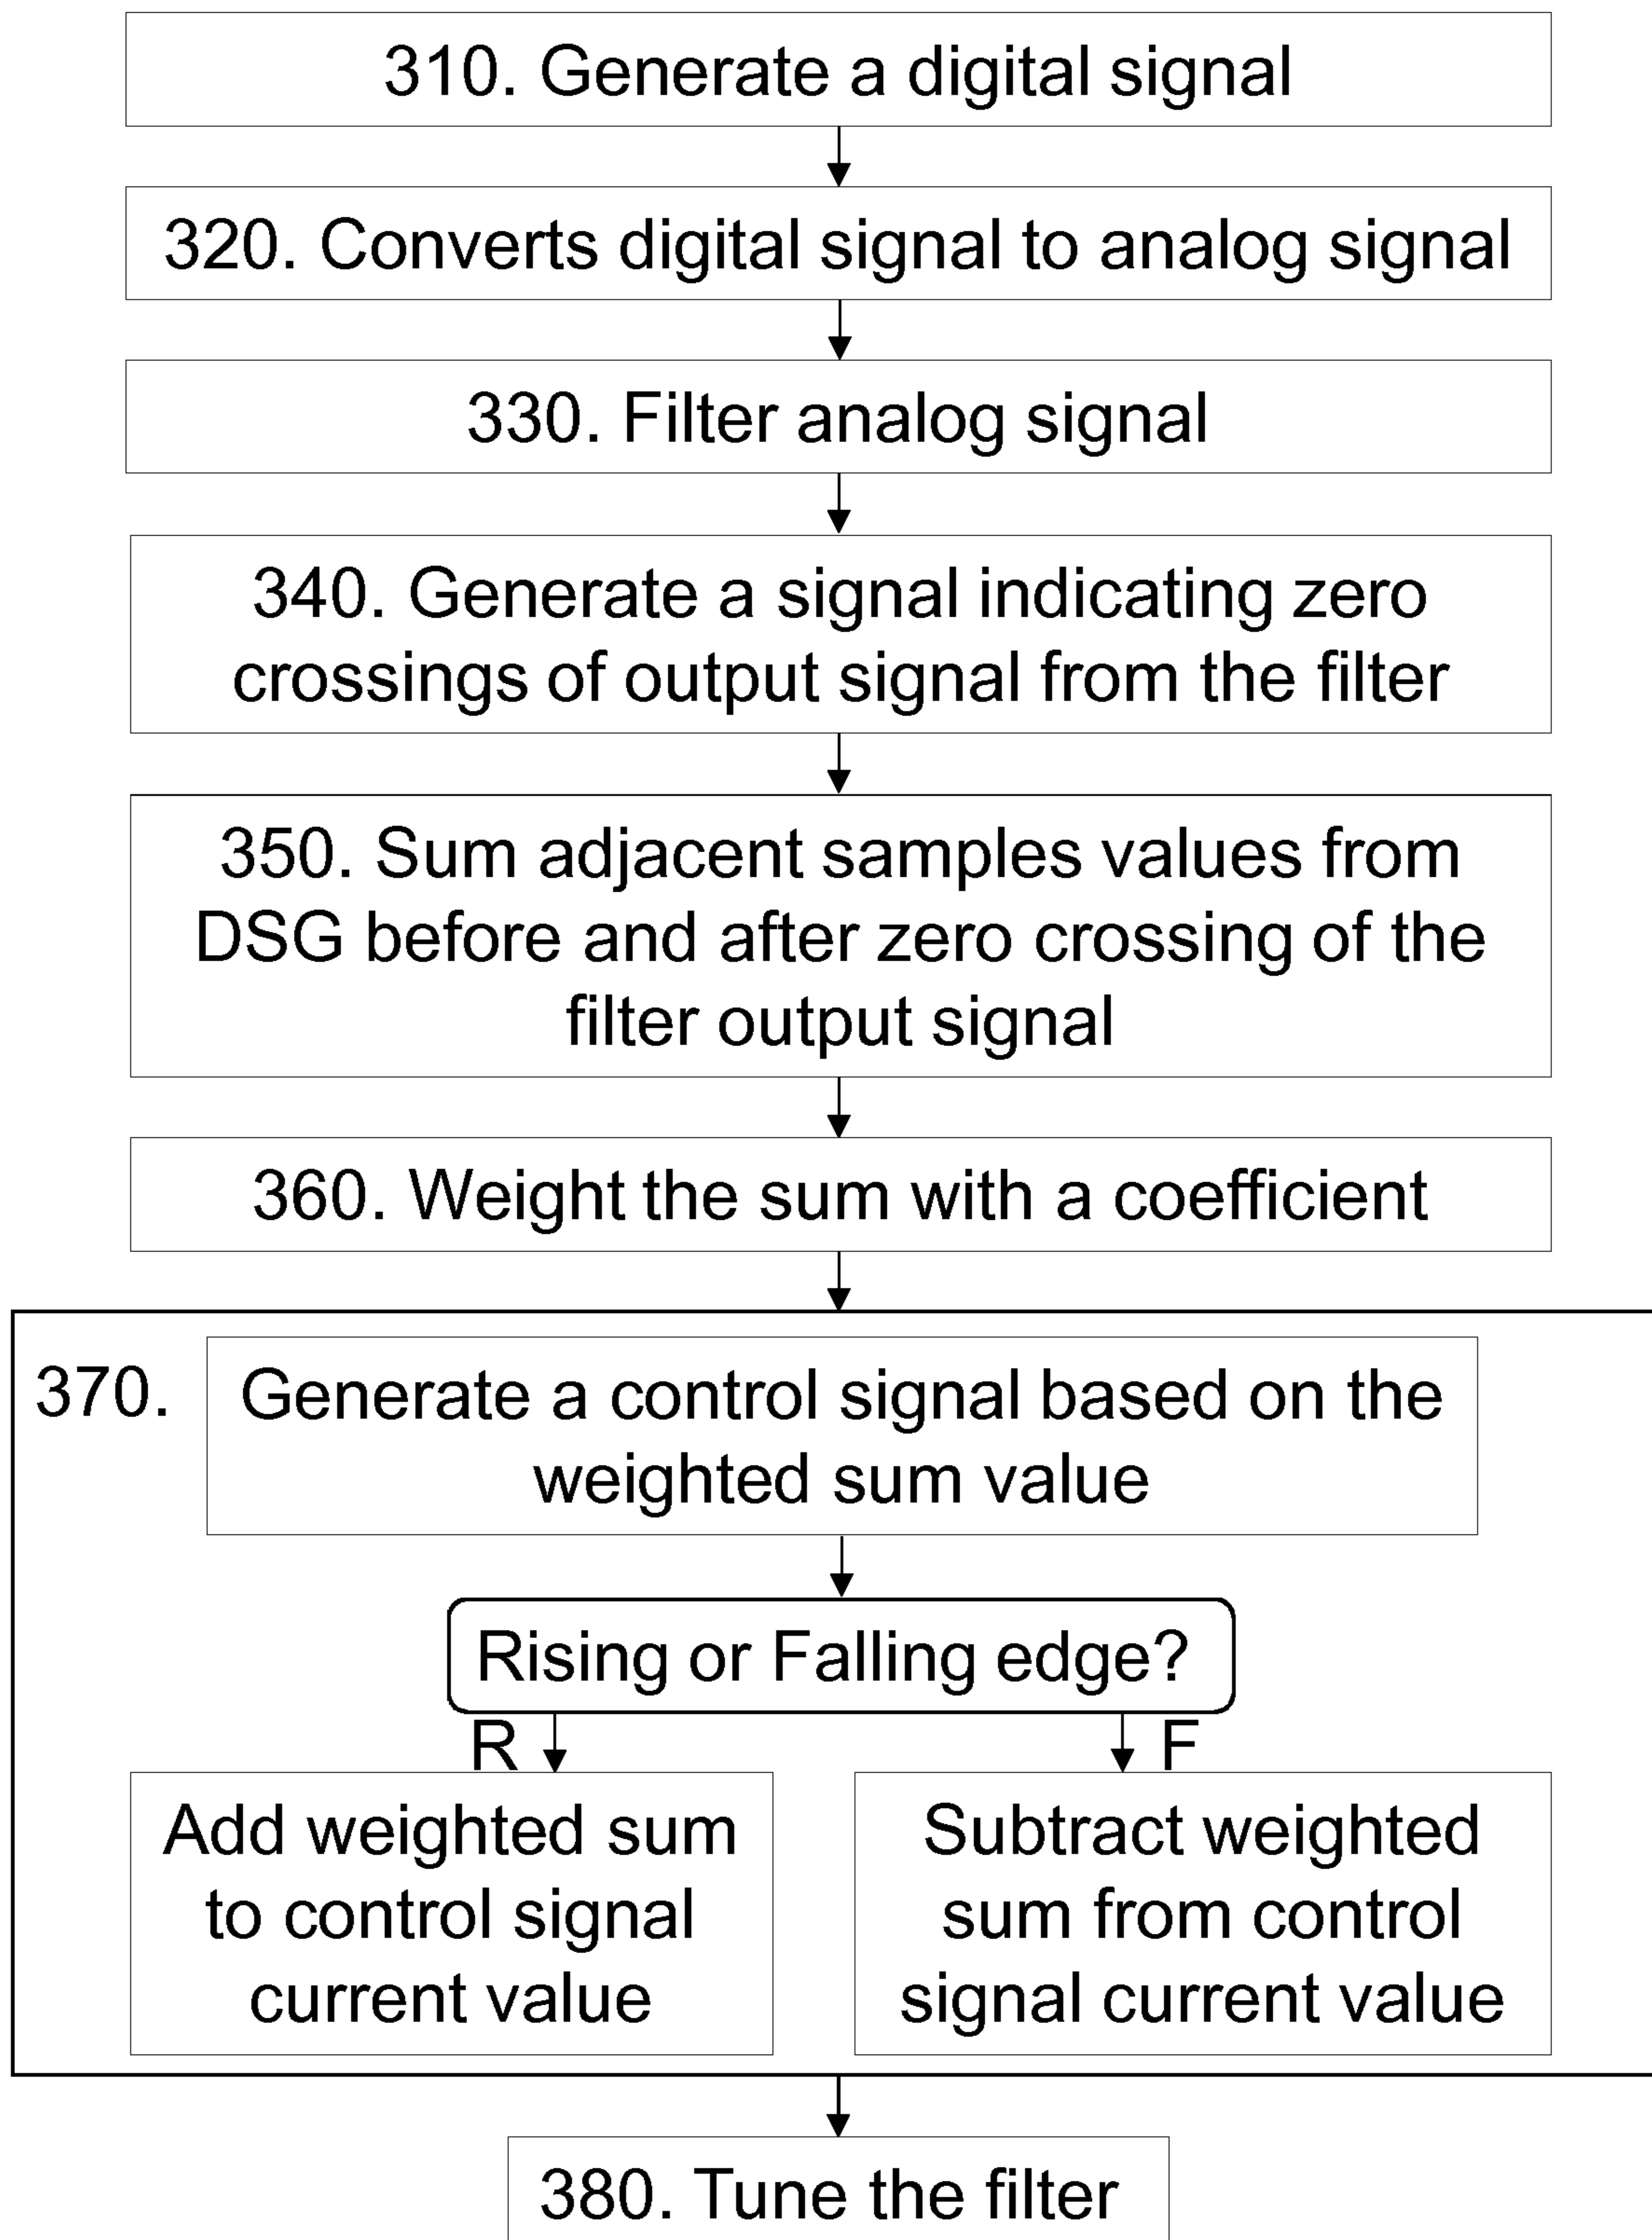 310. Generate a digital signal
320. Converts digital signal to analog signal
330. Filter analog signal
340. Generate a signal indicating zero
crossings of output signal from the filter
350. Sum adjacent samples values from
DSG before and after zero crossing of the
filter output signal
360. Weight the sum with a coefficient
370.
Generate a control signal based on the
weighted sum value
Rising or Falling edge?
R
F
Add weighted sum
to control signal
current value
Subtract weighted
sum from control
signal current value
380. Tune the filter